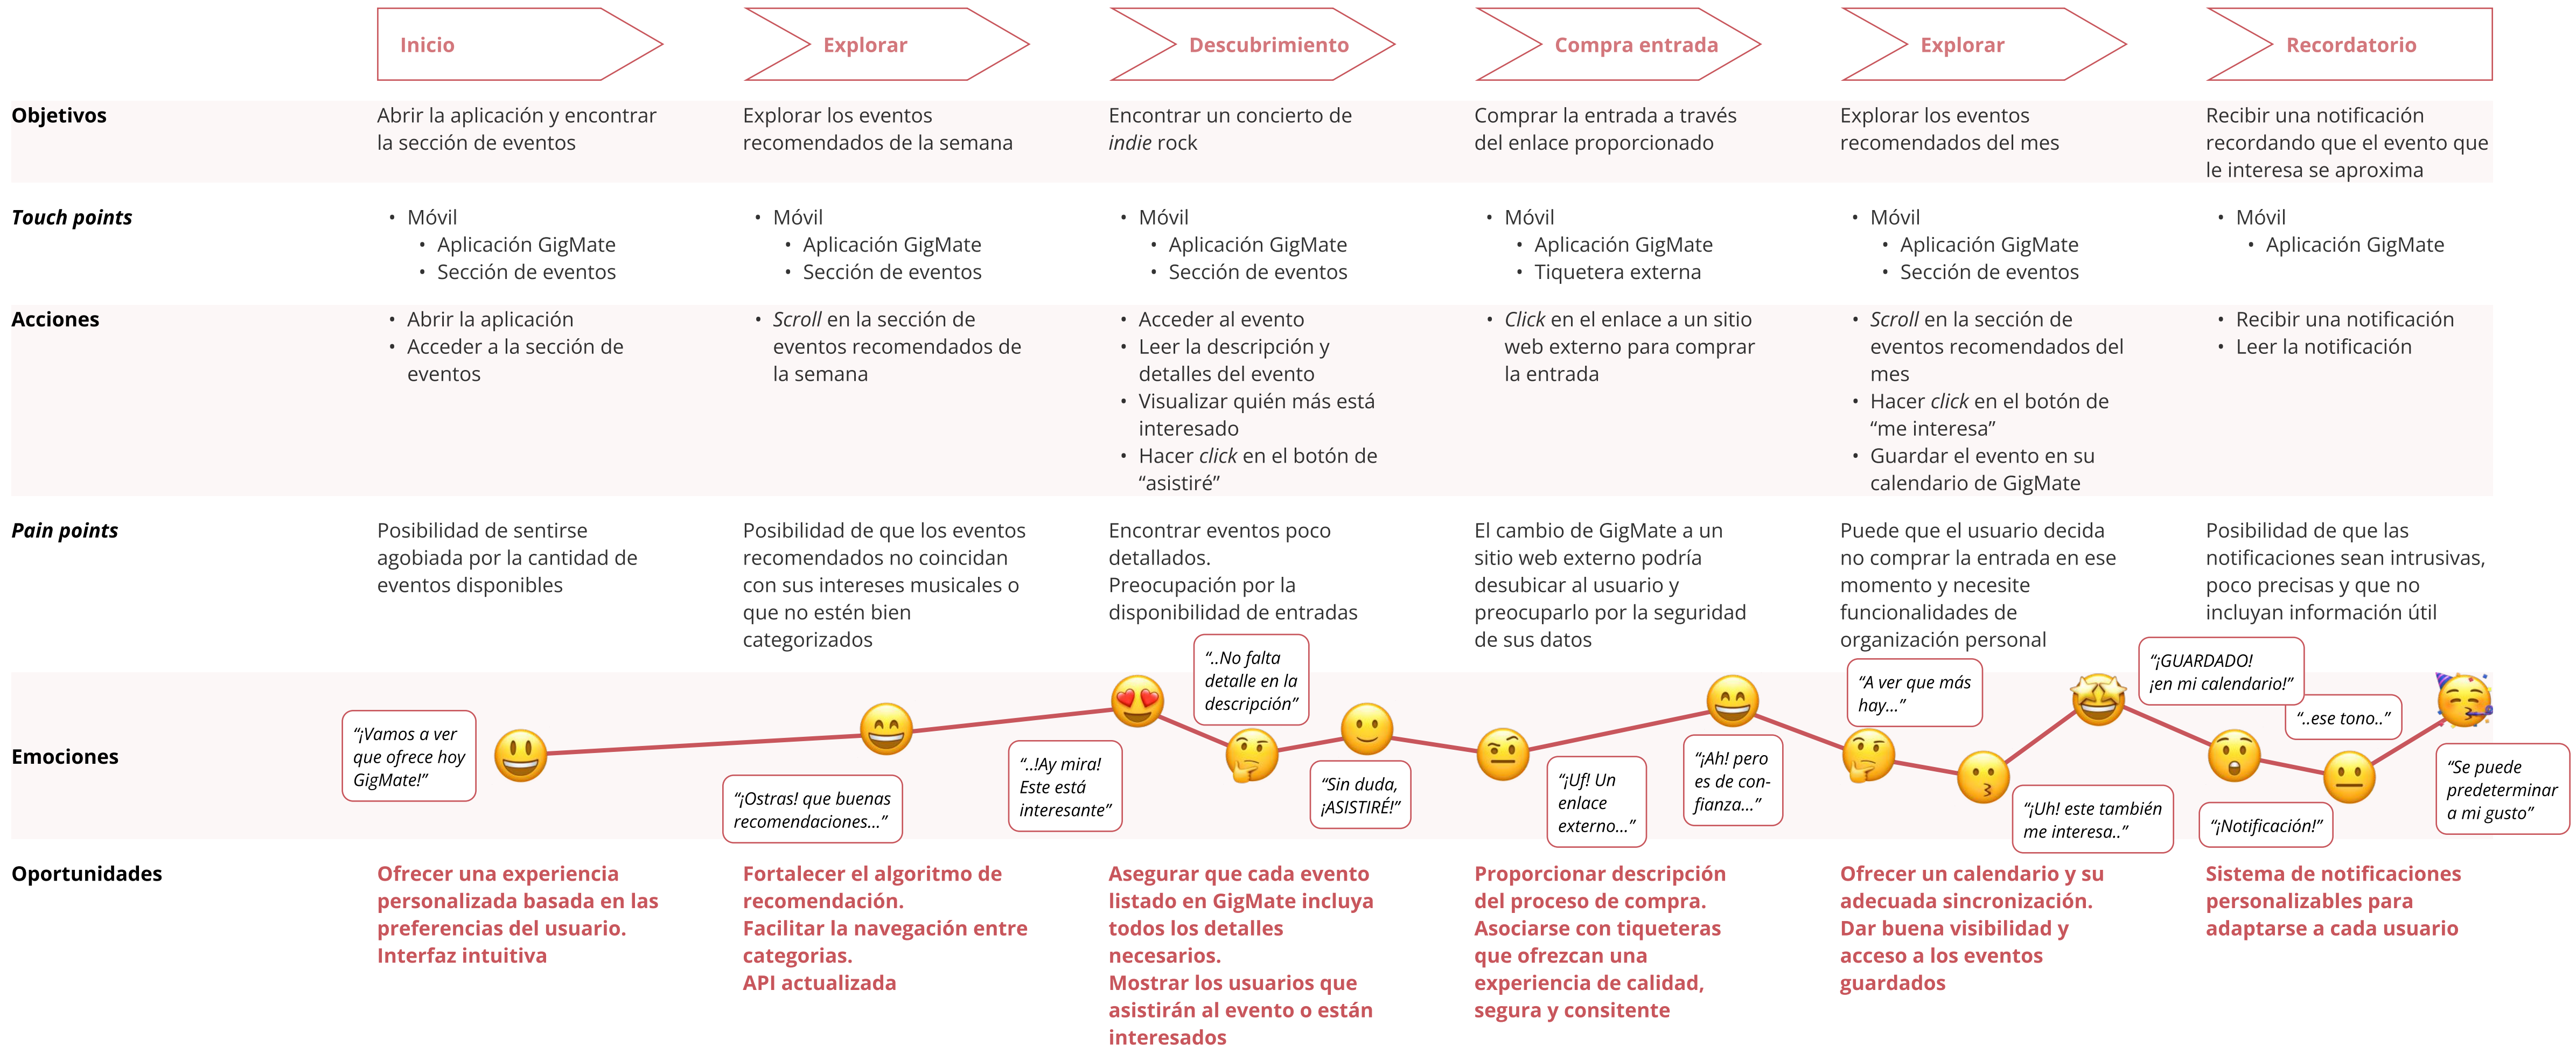 Inicio
Explorar
Descubrimiento
Compra entrada
Explorar
Recordatorio
Objetivos
Abrir la aplicación y encontrar
la sección de eventos
Explorar los eventos
recomendados de la semana
Encontrar un concierto de
indie rock
Comprar la entrada a través
del enlace proporcionado
Explorar los eventos
recomendados del mes
Recibir una notificación
recordando que el evento que
le interesa se aproxima
Touch points
• Móvil
• Aplicación GigMate
• Sección de eventos
• Móvil
• Aplicación GigMate
• Sección de eventos
• Móvil
• Aplicación GigMate
• Sección de eventos
• Móvil
• Aplicación GigMate
• Tiquetera externa
• Móvil
• Aplicación GigMate
• Sección de eventos
• Móvil
• Aplicación GigMate
Acciones
• Abrir la aplicación
• Acceder a la sección de
eventos
• Scroll en la sección de
eventos recomendados de
la semana
• Acceder al evento
• Leer la descripción y
detalles del evento
• Visualizar quién más está
interesado
• Hacer click en el botón de
“asistiré”
• Click en el enlace a un sitio
web externo para comprar
la entrada
• Scroll en la sección de
eventos recomendados del
mes
• Hacer click en el botón de
“me interesa”
• Guardar el evento en su
calendario de GigMate
• Recibir una notificación
• Leer la notificación
Pain points
Posibilidad de sentirse
agobiada por la cantidad de
eventos disponibles
Posibilidad de que los eventos
recomendados no coincidan
con sus intereses musicales o
que no estén bien
categorizados
Encontrar eventos poco
detallados.
Preocupación por la
disponibilidad de entradas
El cambio de GigMate a un
sitio web externo podría
desubicar al usuario y
preocuparlo por la seguridad
de sus datos
Puede que el usuario decida
no comprar la entrada en ese
momento y necesite
funcionalidades de
organización personal
Posibilidad de que las
notificaciones sean intrusivas,
poco precisas y que no
incluyan información útil
Emociones
“¡Vamos a ver
que ofrece hoy
GigMate!”
“¡Ostras! que buenas
recomendaciones...”
“..!Ay mira!
Este está
interesante”
“..No falta
detalle en la
descripción”
“Sin duda,
¡ASISTIRÉ!”
“¡Uf! Un
enlace
externo...”
“¡Ah! pero
es de con-
fianza...”
“A ver que más
hay...”
“¡Uh! este también
me interesa..”
“¡GUARDADO!
¡en mi calendario!”
“¡Notificación!”
“..ese tono..”
“Se puede
predeterminar
a mi gusto”
Oportunidades
Ofrecer una experiencia
personalizada basada en las
preferencias del usuario.
Interfaz intuitiva
Fortalecer el algoritmo de
recomendación.
Facilitar la navegación entre
categorias.
API actualizada
Asegurar que cada evento
listado en GigMate incluya
todos los detalles
necesarios.
Mostrar los usuarios que
asistirán al evento o están
interesados
Proporcionar descripción
del proceso de compra.
Asociarse con tiqueteras
que ofrezcan una
experiencia de calidad,
segura y consitente
Ofrecer un calendario y su
adecuada sincronización.
Dar buena visibilidad y
acceso a los eventos
guardados
Sistema de notificaciones
personalizables para
adaptarse a cada usuario